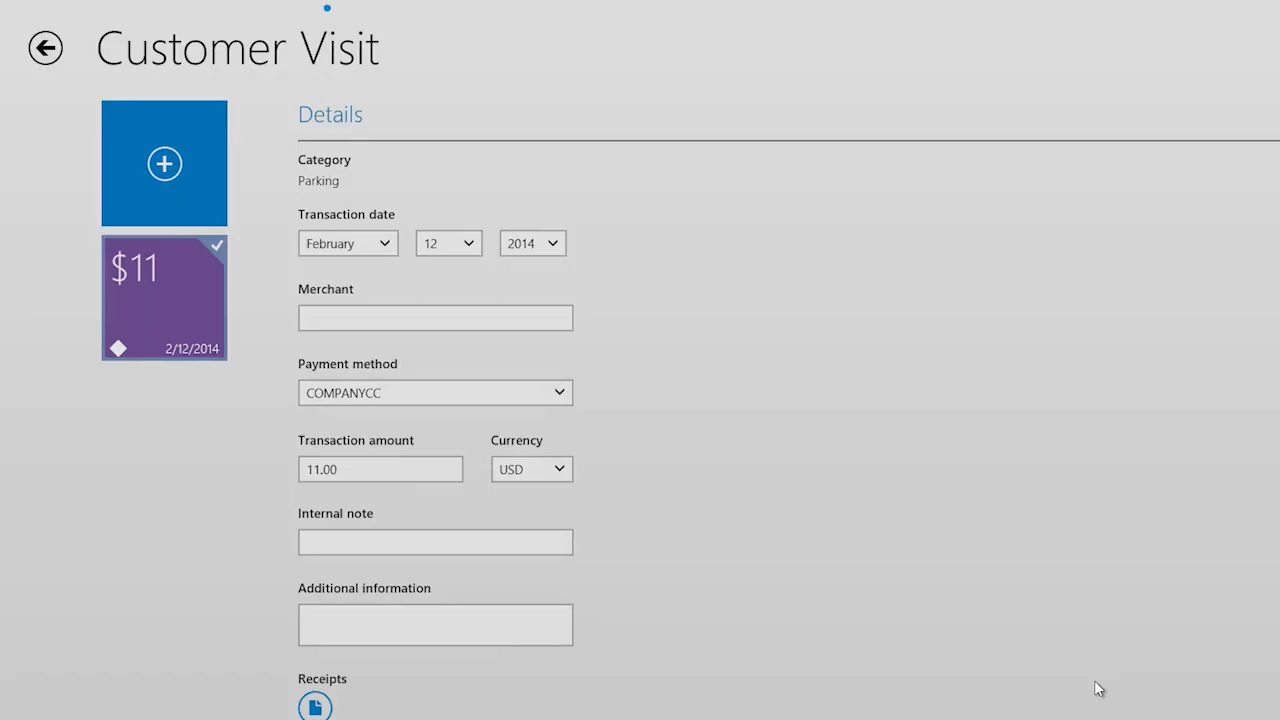 Customer Visit
Details
Category
Parking
Transaction date
February 12 2014
Merchant
$11
2/12/2014
Payment method
COMPANYCC
Transaction amount Currency
11.00 USD
Internal note
Additional information
Receipts